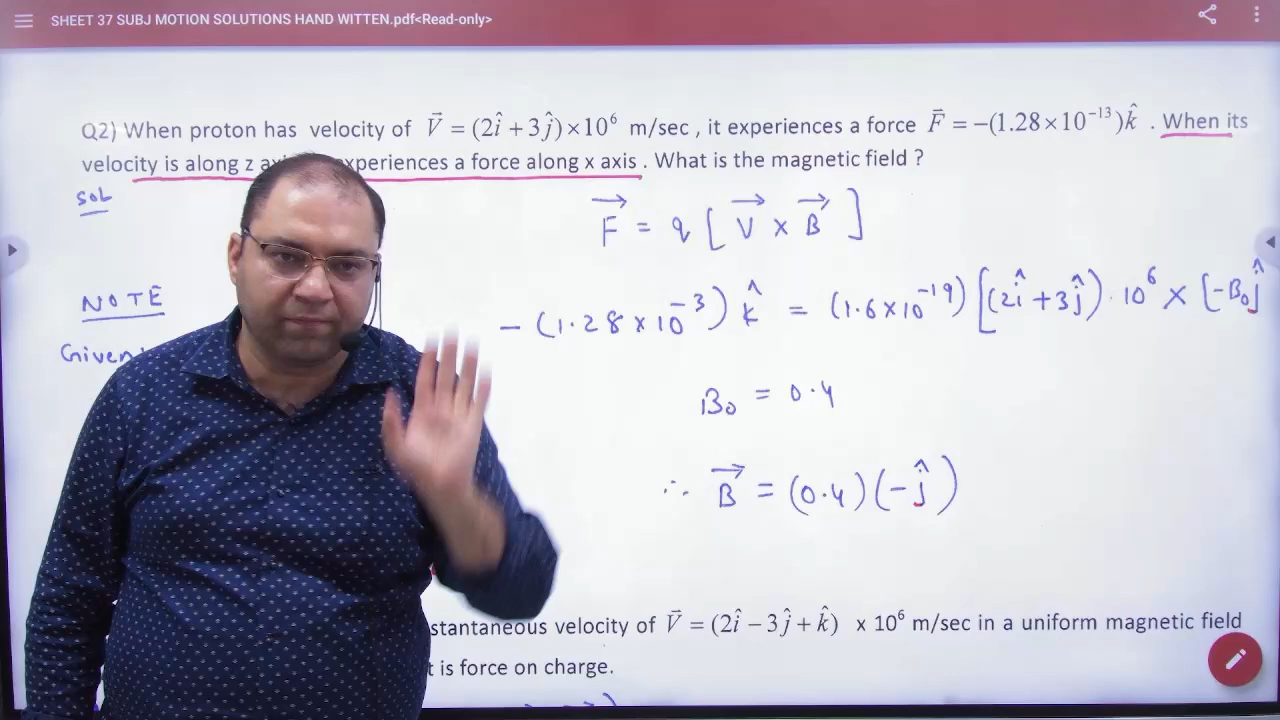 SHEET 37 SUBJ MOTION SOLUTIONS HAND WITTEN.pdf<Read-only>
Q2) When proton has velocity of V⃗ = (2î + 3ĵ) × 10⁶ m/sec , it experiences a force F⃗ = −(1.28×10⁻¹³)k̂ . When its
velocity is along z experiences a force along x axis . What is the magnetic field ?
Sol
F⃗ = q [ V⃗ × B⃗ ]
NOTE
− (1.28 × 10⁻³) k̂ = (1.6×10⁻¹⁹) [(2î + 3ĵ) · 10⁶ × [−B₀ĵ
Given
B₀ = 0.4
∴ B⃗ = (0.4)(−ĵ)
velocity of V⃗ = (2î − 3ĵ + k̂) x 10⁶ m/sec in a uniform magnetic field
is force on charge.